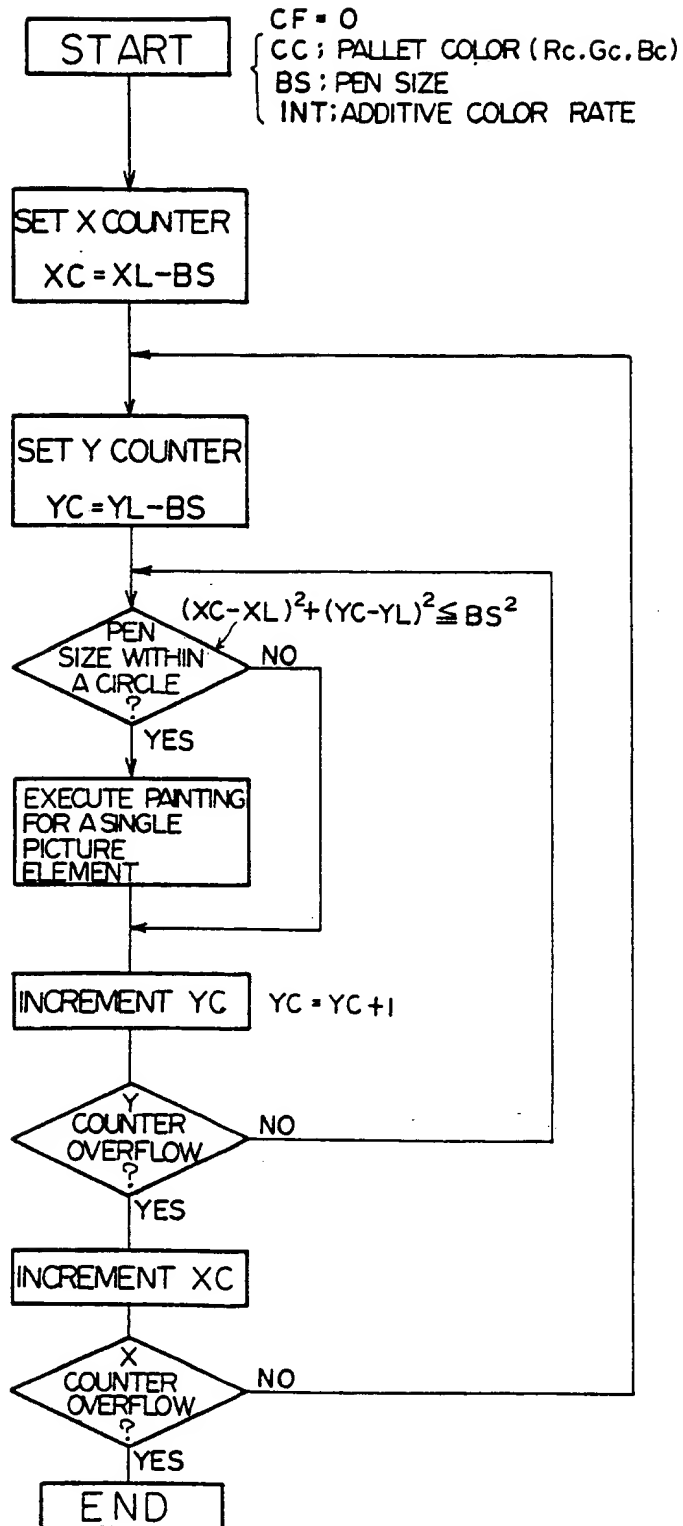 CF = 0
START
CC ; PALLET COLOR (Rc.Gc.Bc)
BS ; PEN SIZE
INT; ADDITIVE COLOR RATE
SET X COUNTER
XC = XL-BS
SET Y COUNTER
YC = YL-BS
(XC-XL)²+(YC-YL)² ≦ BS²
PEN
SIZE WITHIN
A CIRCLE
?
NO
YES
EXECUTE PAINTING
FOR A SINGLE
PICTURE
ELEMENT
INCREMENT YC
YC = YC+1
Y
COUNTER
OVERFLOW
?
NO
YES
INCREMENT XC
X
COUNTER
OVERFLOW
?
NO
YES
END